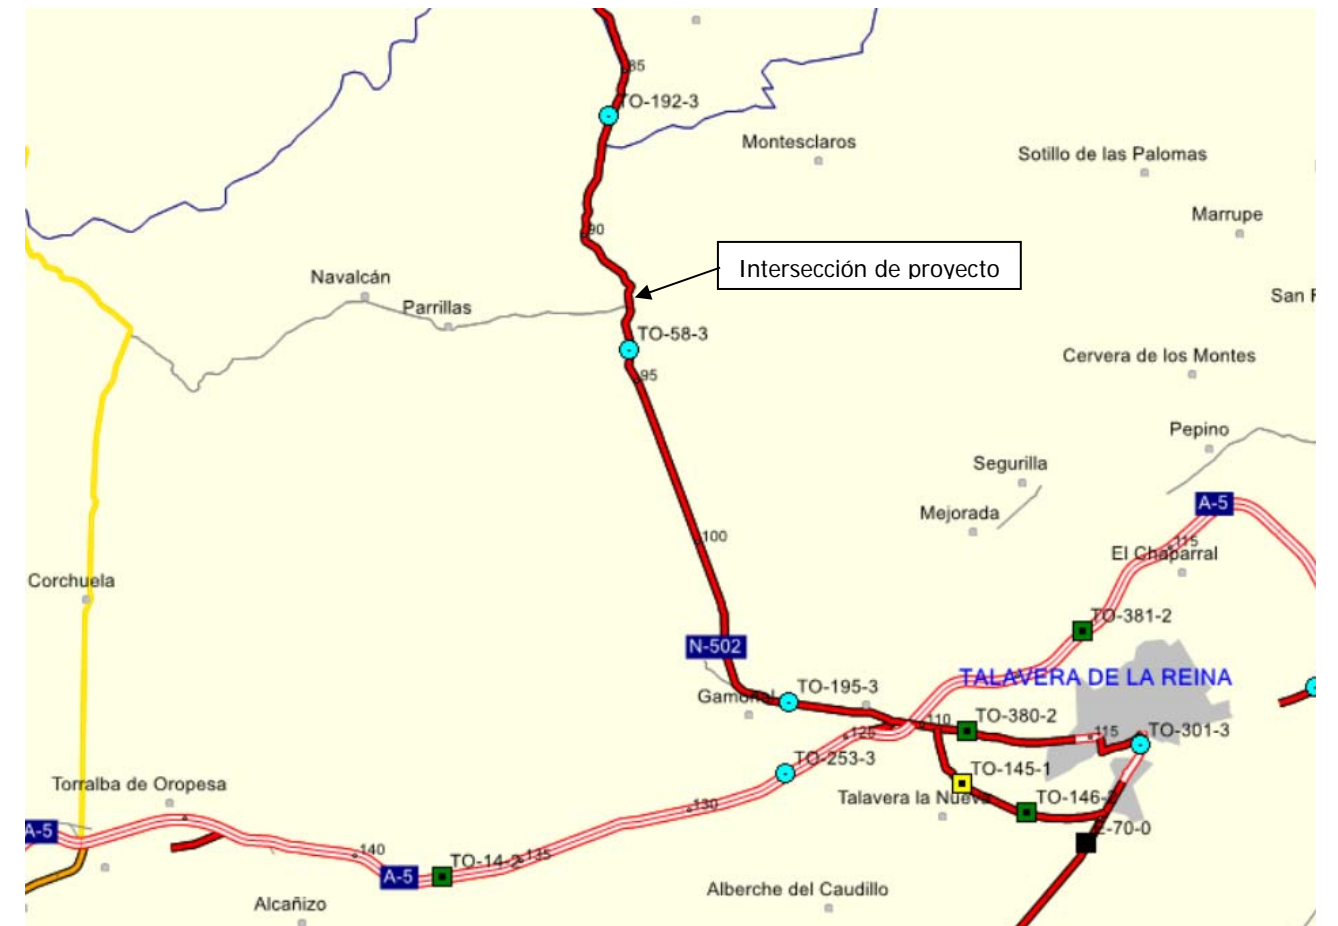 85
TO-192-3
Montesclaros
Sotillo de las Palomas
Marrupe
90
Intersección de proyecto
Navalcán
Parrillas
San F
TO-58-3
Cervera de los Montes
95
Pepino
Segurilla
A-5
Mejorada
100
115
El Chaparral
Corchuela
TO-381-2
N-502
TALAVERA DE LA REINA
TO-195-3
Gamonal
TO-380-2
110
115
TO-301-3
125
TO-253-3
TO-145-1
Torralba de Oropesa
Talavera la Nueva
TO-146-2
130
A-5
E-70-0
140
135
TO-14-2
A-5
Alberche del Caudillo
Alcañizo